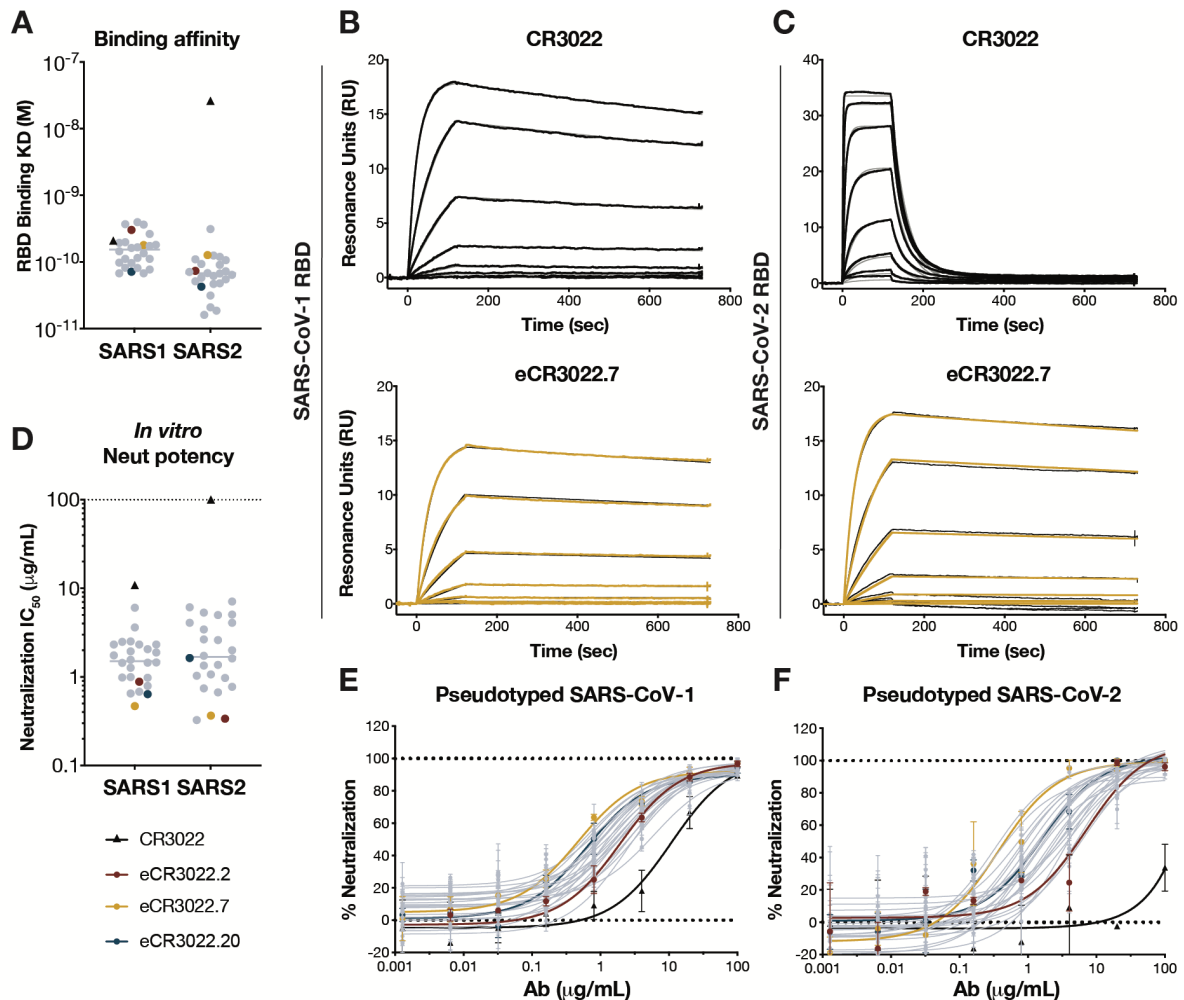 A
Binding affinity
RBD Binding KD (M)
10-7
10-8
10-9
10-10
10-11
SARS1 SARS2
SARS-CoV-1 RBD
B
CR3022
Resonance Units (RU)
20
15
10
5
0
0 200 400 600 800
Time (sec)
eCR3022.7
Resonance Units (RU)
20
15
10
5
0
0 200 400 600 800
Time (sec)
SARS-CoV-2 RBD
C
CR3022
40
30
20
10
0
0 200 400 600 800
Time (sec)
eCR3022.7
20
15
10
5
0
0 200 400 600 800
Time (sec)
D
In vitro
Neut potency
Neutralization IC50 (μg/mL)
100
10
1
0.1
SARS1 SARS2
CR3022
eCR3022.2
eCR3022.7
eCR3022.20
E
Pseudotyped SARS-CoV-1
% Neutralization
120
100
80
60
40
20
0
-20
0.001 0.01 0.1 1 10 100
Ab (μg/mL)
F
Pseudotyped SARS-CoV-2
% Neutralization
120
100
80
60
40
20
0
-20
0.001 0.01 0.1 1 10 100
Ab (μg/mL)